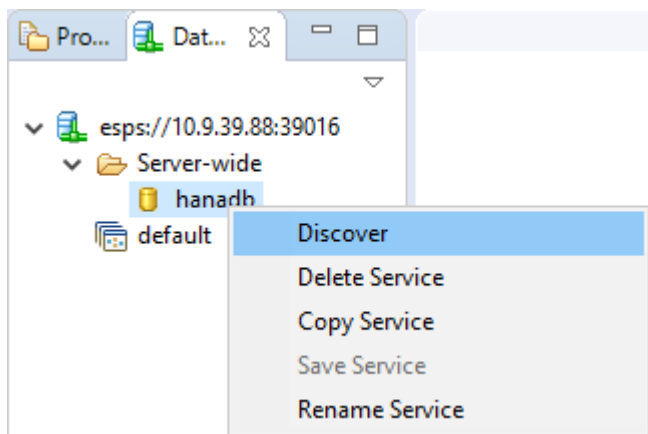 Pro... Dat...
esps://10.9.39.88:39016
Server-wide
hanadb
default
Discover
Delete Service
Copy Service
Save Service
Rename Service